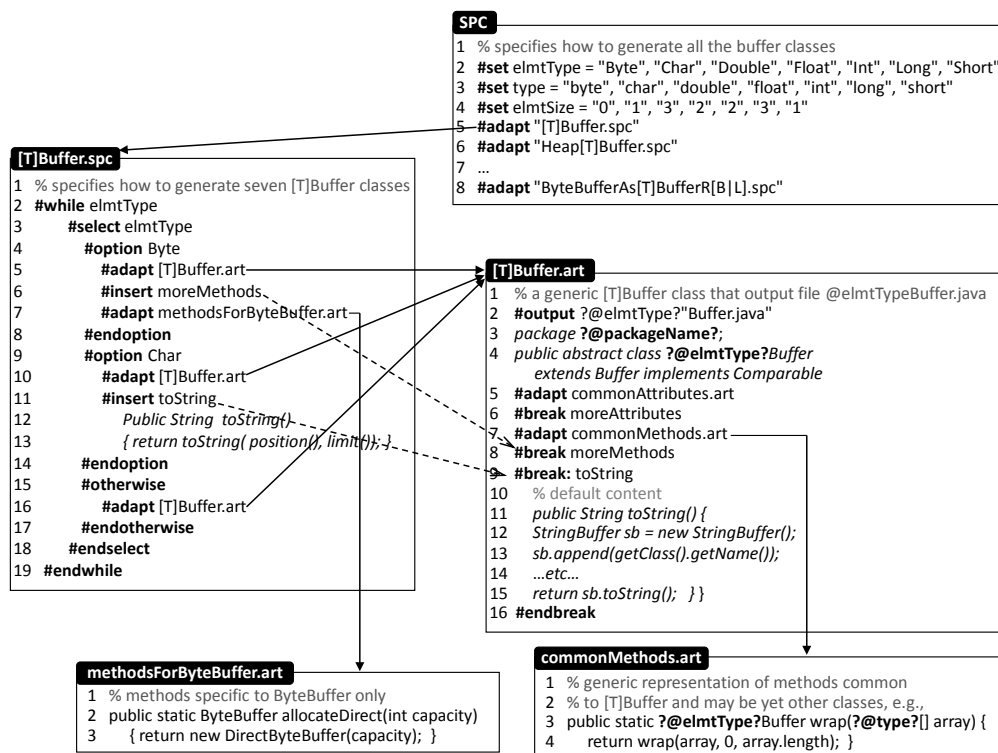 SPC
1 % specifies how to generate all the buffer classes
2 #set elmtType = "Byte", "Char", "Double", "Float", "Int", "Long", "Short"
3 #set type = "byte", "char", "double", "float", "int", "long", "short"
4 #set elmtSize = "0", "1", "3", "2", "2", "3", "1"
5 #adapt "[T]Buffer.spc"
6 #adapt "Heap[T]Buffer.spc"
7 ...
8 #adapt "ByteBufferAs[T]BufferR[B|L].spc"
[T]Buffer.spc
1 % specifies how to generate seven [T]Buffer classes
2 #while elmtType
3 #select elmtType
4 #option Byte
5 #adapt [T]Buffer.art
6 #insert moreMethods
7 #adapt methodsForByteBuffer.art
8 #endoption
9 #option Char
10 #adapt [T]Buffer.art
11 #insert toString
12 Public String toString()
13 { return toString( position(), limit()); }
14 #endoption
15 #otherwise
16 #adapt [T]Buffer.art
17 #endotherwise
18 #endselect
19 #endwhile
[T]Buffer.art
1 % a generic [T]Buffer class that output file @elmtTypeBuffer.java
2 #output ?@elmtType?"Buffer.java"
3 package ?@packageName?;
4 public abstract class ?@elmtType?Buffer
extends Buffer implements Comparable
5 #adapt commonAttributes.art
6 #break moreAttributes
7 #adapt commonMethods.art
8 #break moreMethods
9 #break: toString
10 % default content
11 public String toString() {
12 StringBuffer sb = new StringBuffer();
13 sb.append(getClass().getName());
14 …etc…
15 return sb.toString(); } }
16 #endbreak
methodsForByteBuffer.art
1 % methods specific to ByteBuffer only
2 public static ByteBuffer allocateDirect(int capacity)
3 { return new DirectByteBuffer(capacity); }
commonMethods.art
1 % generic representation of methods common
2 % to [T]Buffer and may be yet other classes, e.g.,
3 public static ?@elmtType?Buffer wrap(?@type?[] array) {
4 return wrap(array, 0, array.length); }